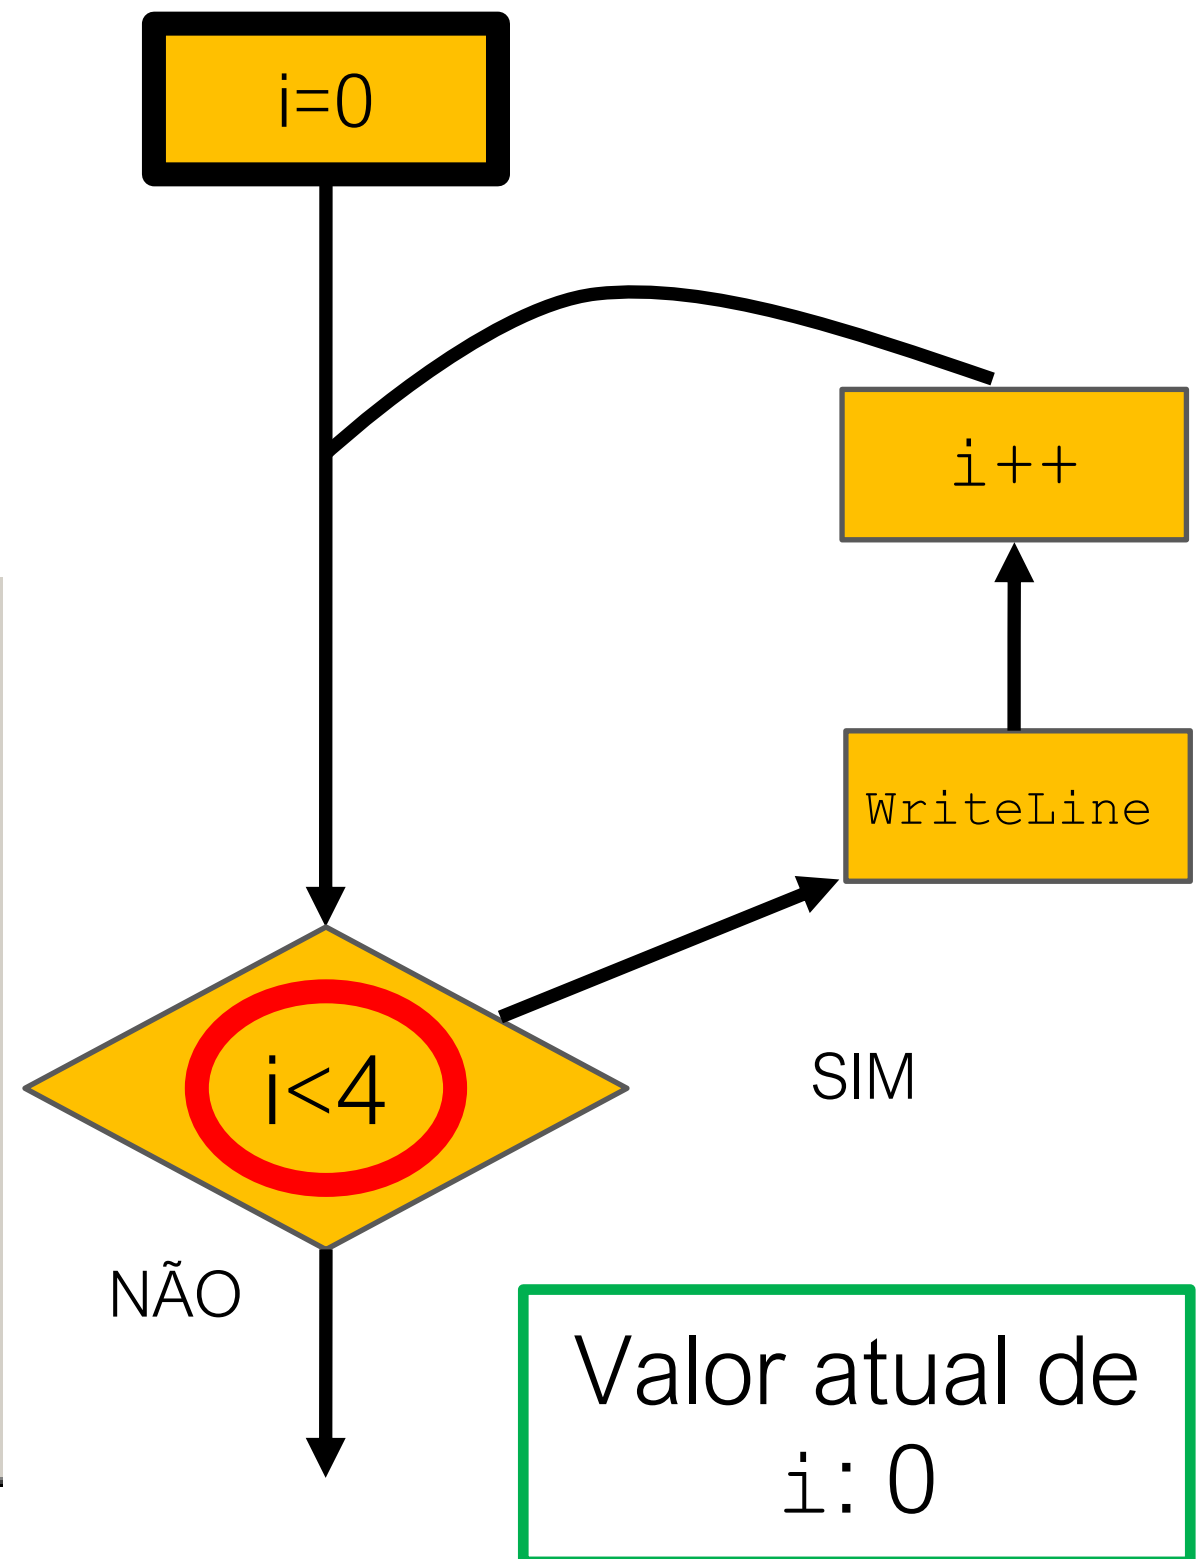 i=0
i++
WriteLine
i<4
SIM
NÃO
Valor atual de
i: 0